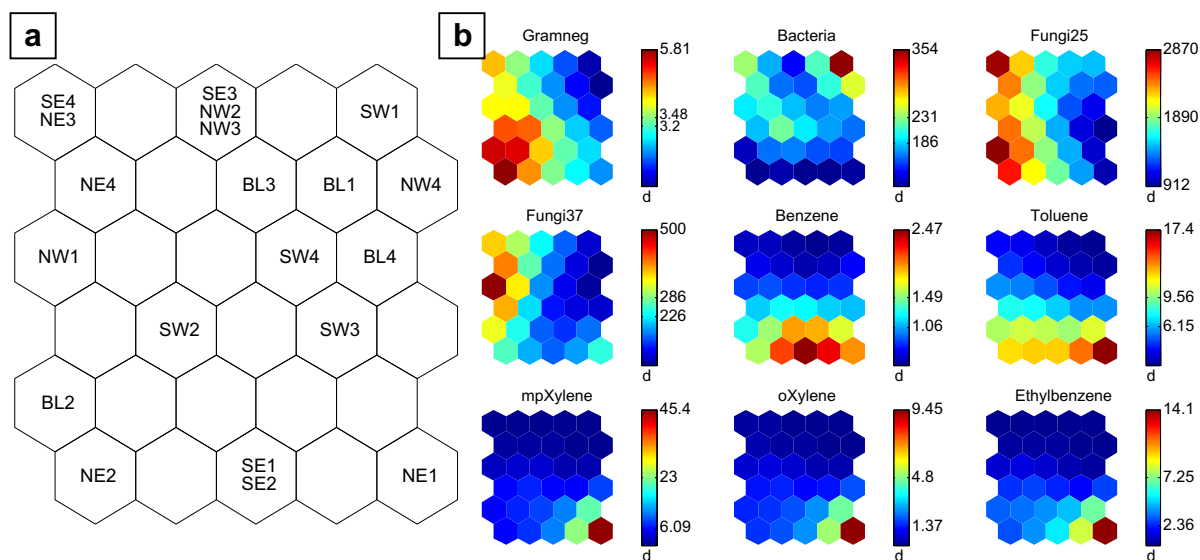 a
SE4
NE3
SE3
NW2
NW3
SW1
NE4
BL3
BL1
NW4
NW1
SW4
BL4
SW2
SW3
BL2
NE2
SE1
SE2
NE1
b
Gramneg
5.81
3.48
3.2
d
Bacteria
354
231
186
d
Fungi25
2870
1890
912
d
Fungi37
500
286
226
d
Benzene
2.47
1.49
1.06
d
Toluene
17.4
9.56
6.15
d
mpXylene
45.4
23
6.09
d
oXylene
9.45
4.8
1.37
d
Ethylbenzene
14.1
7.25
2.36
d